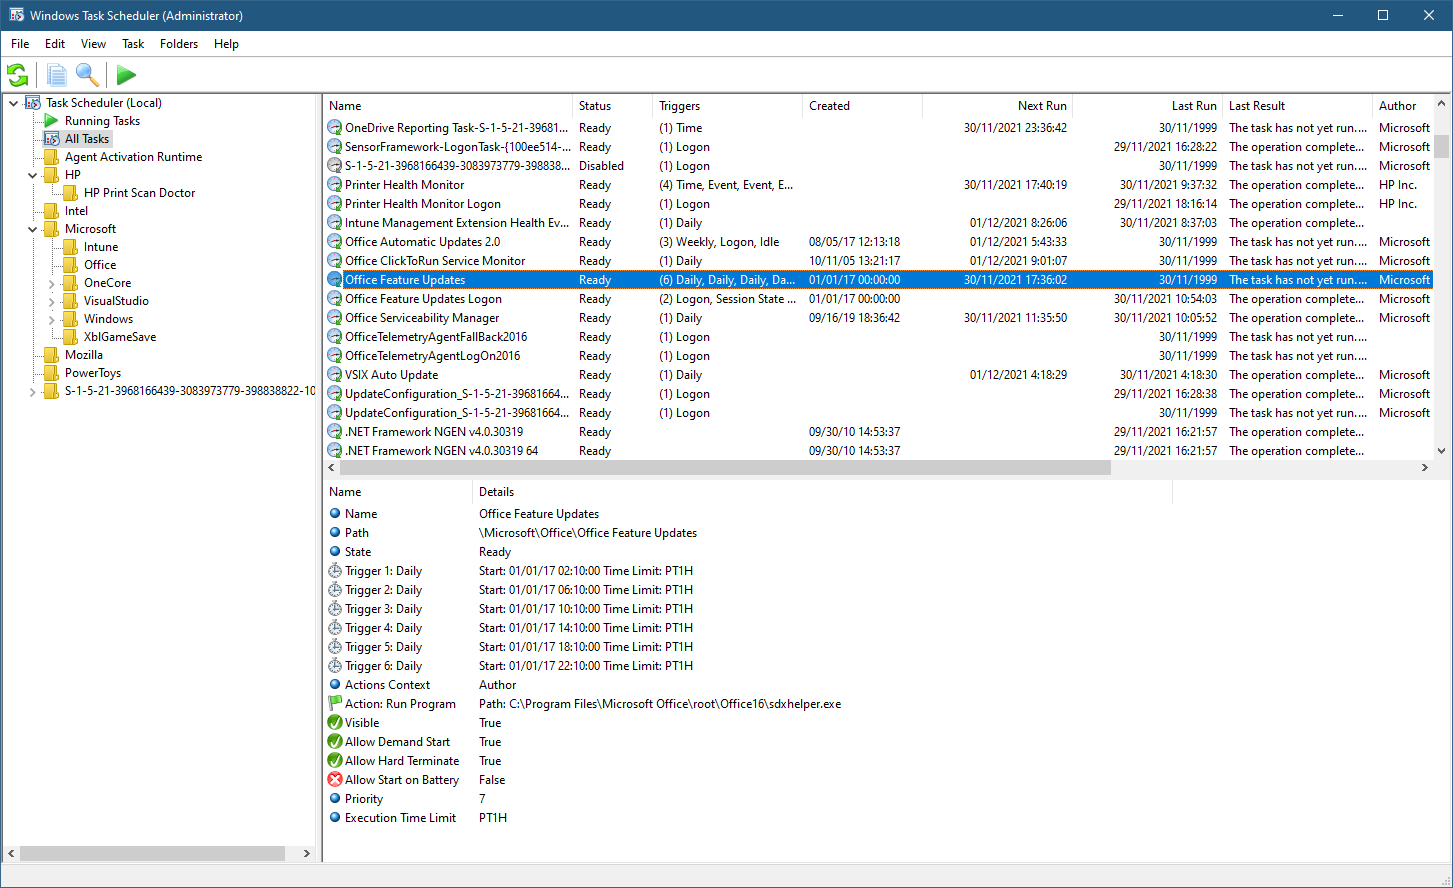 Windows Task Scheduler (Administrator)
File Edit View Task Folders Help
Task Scheduler (Local)
Running Tasks
All Tasks
Agent Activation Runtime
HP
HP Print Scan Doctor
Intel
Microsoft
Intune
Office
OneCore
VisualStudio
Windows
XblGameSave
Mozilla
PowerToys
S-1-5-21-3968166439-3083973779-398838822-10
Name Status Triggers Created Next Run Last Run Last Result Author
OneDrive Reporting Task-S-1-5-21-39681... Ready (1) Time 30/11/2021 23:36:42 30/11/1999 The task has not yet run.... Microsoft
SensorFramework-LogonTask-{100ee514-... Ready (1) Logon 29/11/2021 16:28:22 The operation complete... Microsoft
S-1-5-21-3968166439-3083973779-398838... Disabled (1) Logon 30/11/1999 The task has not yet run.... Microsoft
Printer Health Monitor Ready (4) Time, Event, Event, E... 30/11/2021 17:40:19 30/11/2021 9:37:32 The operation complete... HP Inc.
Printer Health Monitor Logon Ready (1) Logon 29/11/2021 18:16:14 The operation complete... HP Inc.
Intune Management Extension Health Ev... Ready (1) Daily 01/12/2021 8:26:06 30/11/2021 8:37:03 The operation complete...
Office Automatic Updates 2.0 Ready (3) Weekly, Logon, Idle 08/05/17 12:13:18 01/12/2021 5:43:33 30/11/1999 The task has not yet run.... Microsoft
Office ClickToRun Service Monitor Ready (1) Daily 10/11/05 13:21:17 01/12/2021 9:01:07 30/11/1999 The task has not yet run.... Microsoft
Office Feature Updates Ready (6) Daily, Daily, Daily, Da... 01/01/17 00:00:00 30/11/2021 17:36:02 30/11/1999 The task has not yet run.... Microsoft
Office Feature Updates Logon Ready (2) Logon, Session State ... 01/01/17 00:00:00 30/11/2021 10:54:03 The operation complete... Microsoft
Office Serviceability Manager Ready (1) Daily 09/16/19 18:36:42 30/11/2021 11:35:50 30/11/2021 10:05:52 The operation complete... Microsoft
OfficeTelemetryAgentFallBack2016 Ready (1) Logon 30/11/1999 The task has not yet run....
OfficeTelemetryAgentLogOn2016 Ready (1) Logon 30/11/1999 The task has not yet run....
VSIX Auto Update Ready (1) Daily 01/12/2021 4:18:29 30/11/2021 4:18:30 The operation complete... Microsoft
UpdateConfiguration_S-1-5-21-39681664... Ready (1) Logon 29/11/2021 16:28:38 The operation complete... Microsoft
UpdateConfiguration_S-1-5-21-39681664... Ready (1) Logon 30/11/1999 The task has not yet run.... Microsoft
.NET Framework NGEN v4.0.30319 Ready 09/30/10 14:53:37 29/11/2021 16:21:57 The operation complete...
.NET Framework NGEN v4.0.30319 64 Ready 09/30/10 14:53:37 29/11/2021 16:21:57 The operation complete...
Name Details
Name Office Feature Updates
Path \Microsoft\Office\Office Feature Updates
State Ready
Trigger 1: Daily Start: 01/01/17 02:10:00 Time Limit: PT1H
Trigger 2: Daily Start: 01/01/17 06:10:00 Time Limit: PT1H
Trigger 3: Daily Start: 01/01/17 10:10:00 Time Limit: PT1H
Trigger 4: Daily Start: 01/01/17 14:10:00 Time Limit: PT1H
Trigger 5: Daily Start: 01/01/17 18:10:00 Time Limit: PT1H
Trigger 6: Daily Start: 01/01/17 22:10:00 Time Limit: PT1H
Actions Context Author
Action: Run Program Path: C:\Program Files\Microsoft Office\root\Office16\sdxhelper.exe
Visible True
Allow Demand Start True
Allow Hard Terminate True
Allow Start on Battery False
Priority 7
Execution Time Limit PT1H